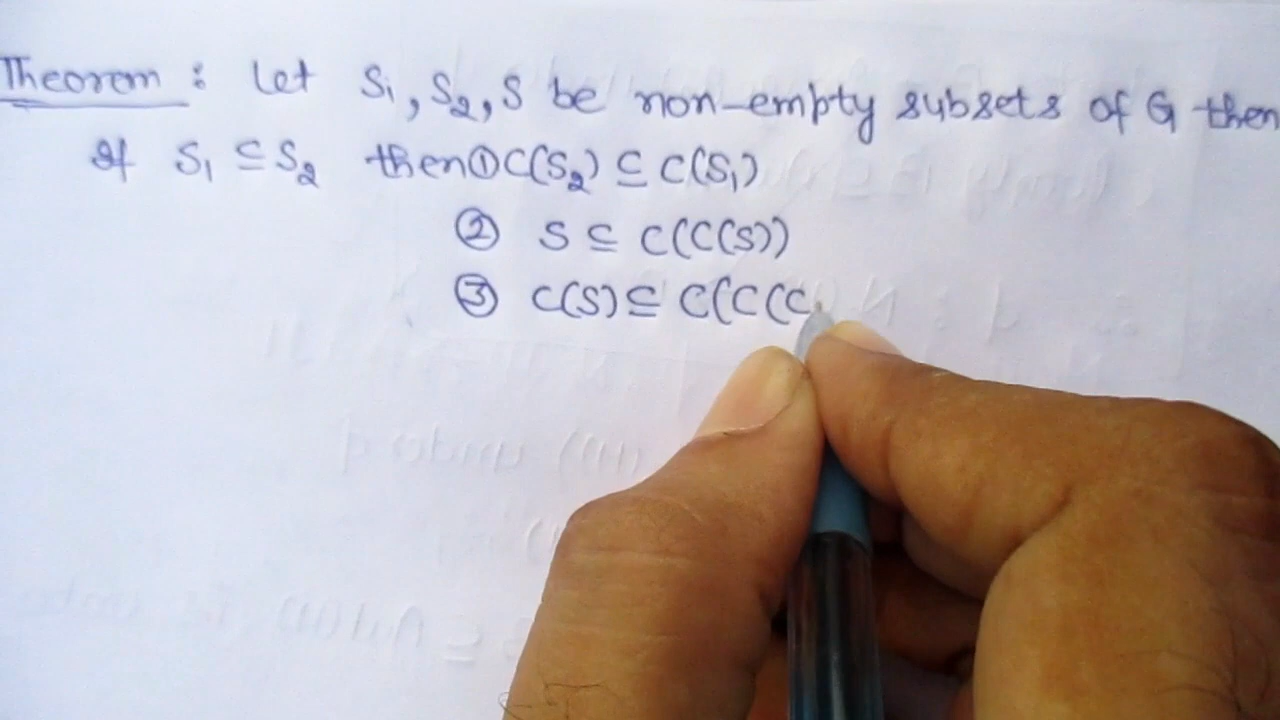 Theorem : Let S₁, S₂, S be non-empty subsets of G then
If S₁ ⊆ S₂ then ① C(S₂) ⊆ C(S₁)
② S ⊆ C(C(S))
③ C(S) ⊆ C(C(C